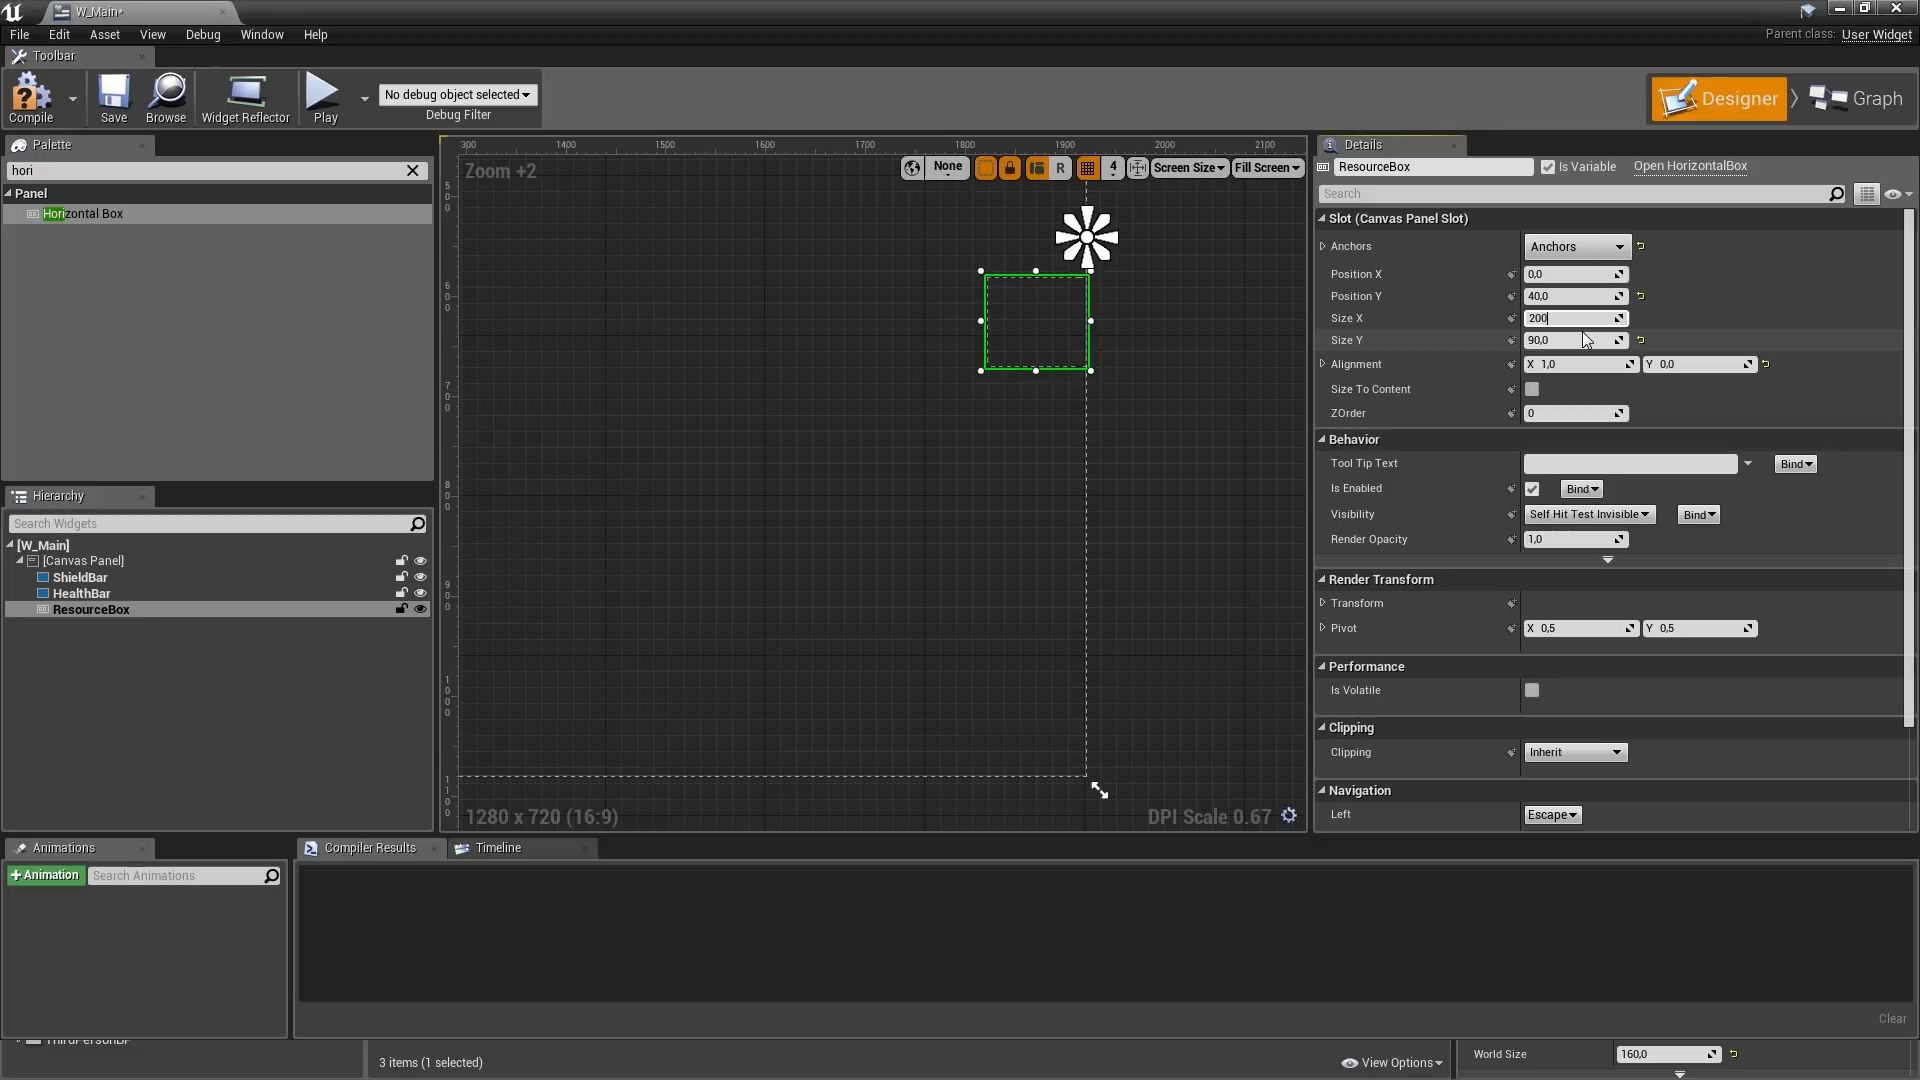 W_Main*
File Edit Asset View Debug Window Help
Parent class: User Widget
Toolbar
Compile Save Browse Widget Reflector Play
No debug object selected
Debug Filter
Designer Graph
Palette
hori
Panel
Horizontal Box
Hierarchy
Search Widgets
[W_Main]
[Canvas Panel]
ShieldBar
HealthBar
ResourceBox
300 1400 1500 1600 1700 1800 1900 2000 2100
Zoom +2
None R 4 Screen Size Fill Screen
500
600
700
800
900
1000
1100
1280 x 720 (16:9)
DPI Scale 0.67
Details
ResourceBox Is Variable Open HorizontalBox
Search
Slot (Canvas Panel Slot)
Anchors Anchors
Position X 0,0
Position Y 40,0
Size X 200
Size Y 90,0
Alignment X 1,0 Y 0,0
Size To Content
ZOrder 0
Behavior
Tool Tip Text Bind
Is Enabled Bind
Visibility Self Hit Test Invisible Bind
Render Opacity 1,0
Render Transform
Transform
Pivot X 0,5 Y 0,5
Performance
Is Volatile
Clipping
Clipping Inherit
Navigation
Left Escape
Animations
+Animation Search Animations
Compiler Results Timeline
Clear
ThirdPersonBP
3 items (1 selected)
View Options
World Size 160,0